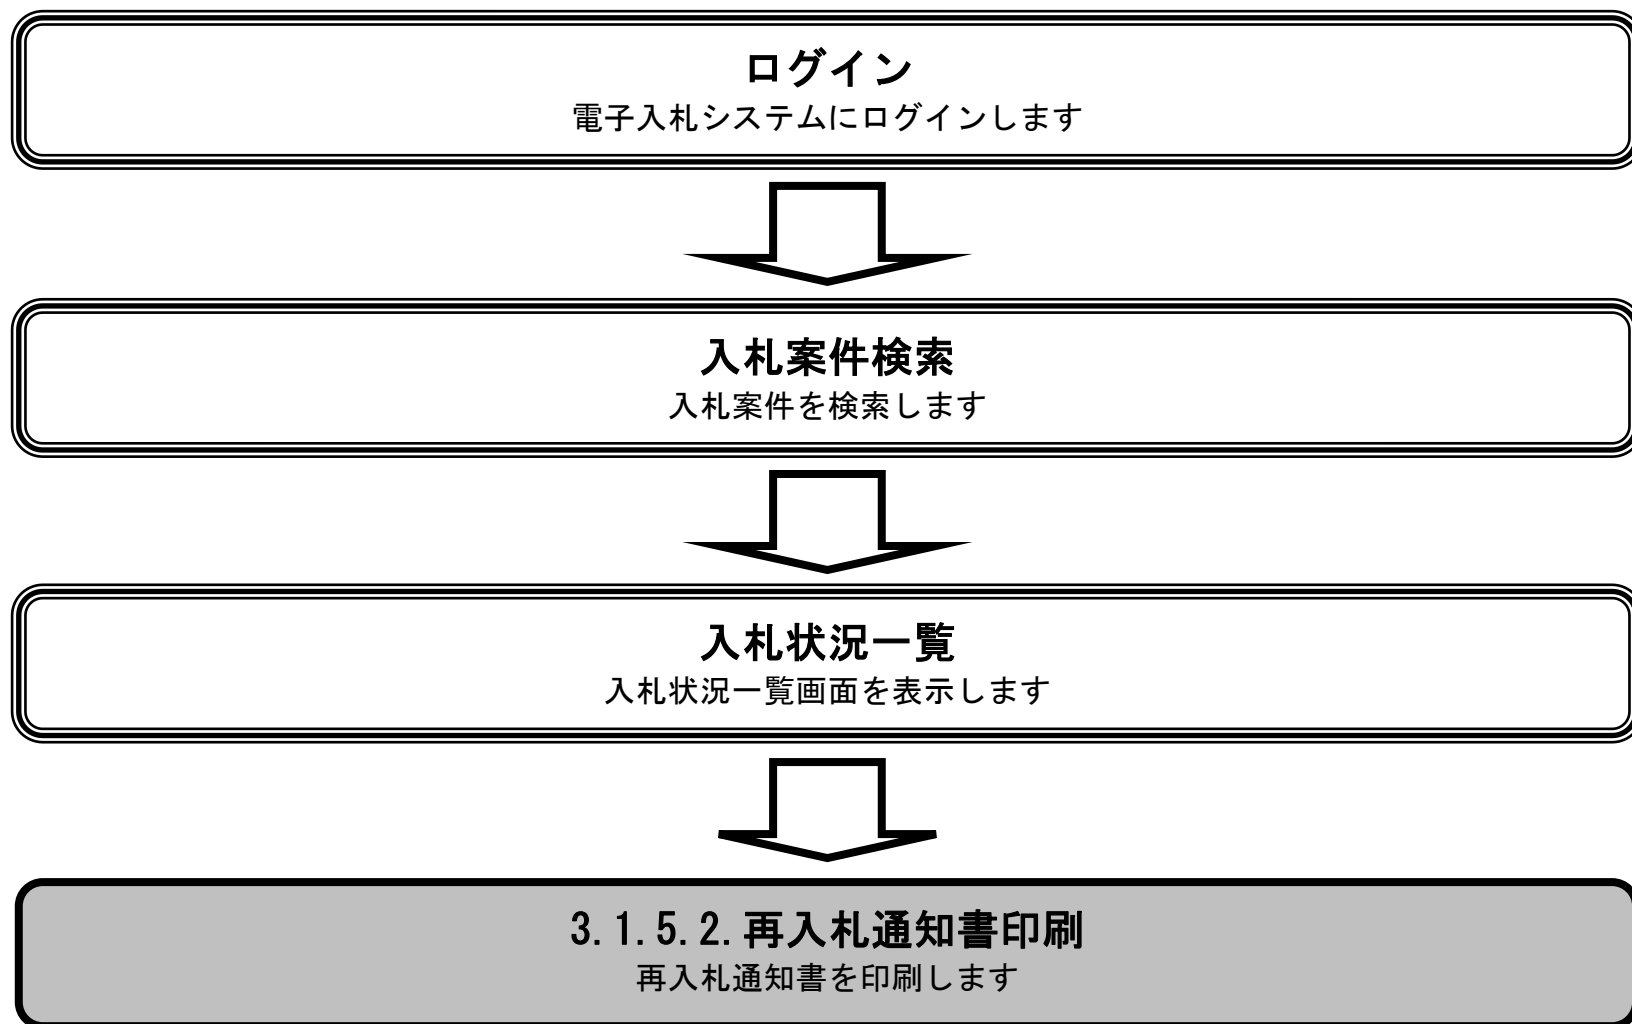 ログイン
電子入札システムにログインします
入札案件検索
入札案件を検索します
入札状況一覧
入札状況一覧画面を表示します
3.1.5.2.再入札通知書印刷
再入札通知書を印刷します